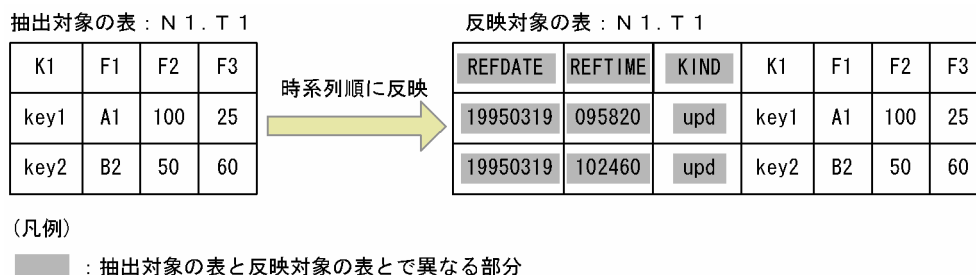 抽出対象の表：Ｎ１.Ｔ１
K1 F1 F2 F3
key1 A1 100 25
key2 B2 50 60
時系列順に反映
反映対象の表：Ｎ１.Ｔ１
REFDATE REFTIME KIND K1 F1 F2 F3
19950319 095820 upd key1 A1 100 25
19950319 102460 upd key2 B2 50 60
(凡例)
：抽出対象の表と反映対象の表とで異なる部分